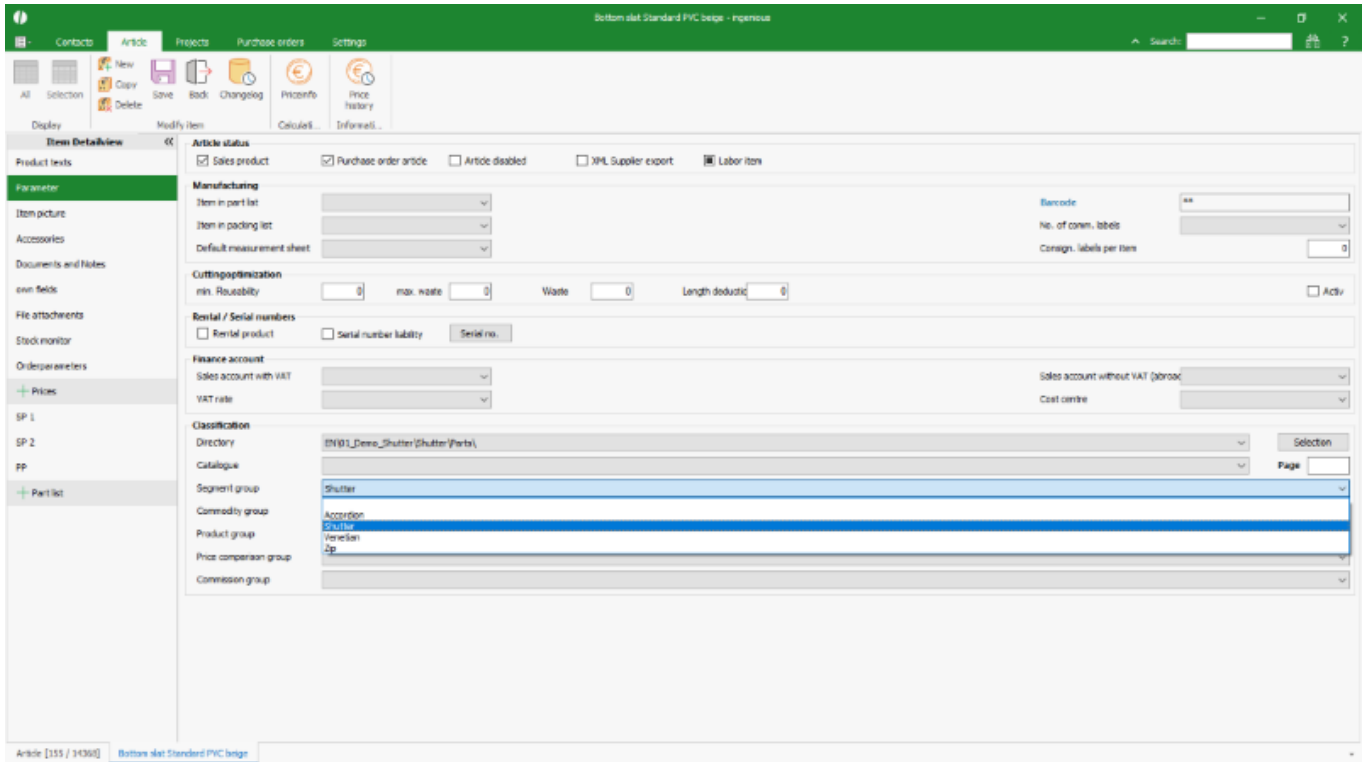 Bottom slat Standard PVC beige - ingenious
Contacts Article Projects Purchase orders Settings Search: ?
All Selection New Copy Delete Save Back Changelog Priceinfo Price history
Display Modify item Calculati... Informati...
Item Detailview
Product texts
Parameter
Item picture
Accessories
Documents and Notes
own fields
File attachments
Stock monitor
Orderparameters
Prices
SP 1
SP 2
PP
Part list
Article status
Sales product Purchase order article Article disabled XML Supplier export Labor item
Manufacturing
Item in part list Barcode **
Item in packing list No. of comm. labels
Default measurement sheet Consign. labels per item 0
Cuttingoptimization
min. Reuseability 0 max. waste 0 Waste 0 Length deductic 0 Activ
Rental / Serial numbers
Rental product Serial number liability Serial no.
Finance account
Sales account with VAT Sales account without VAT (abroad
VAT rate Cost centre
Classification
Directory EN\01_Demo_Shutter\Shutter\Parts\ Selection
Catalogue Page
Segment group Shutter
Commodity group
Accordion
Shutter
Venetian
Zip
Product group
Price comparison group
Commission group
Article [155 / 14368] Bottom slat Standard PVC beige